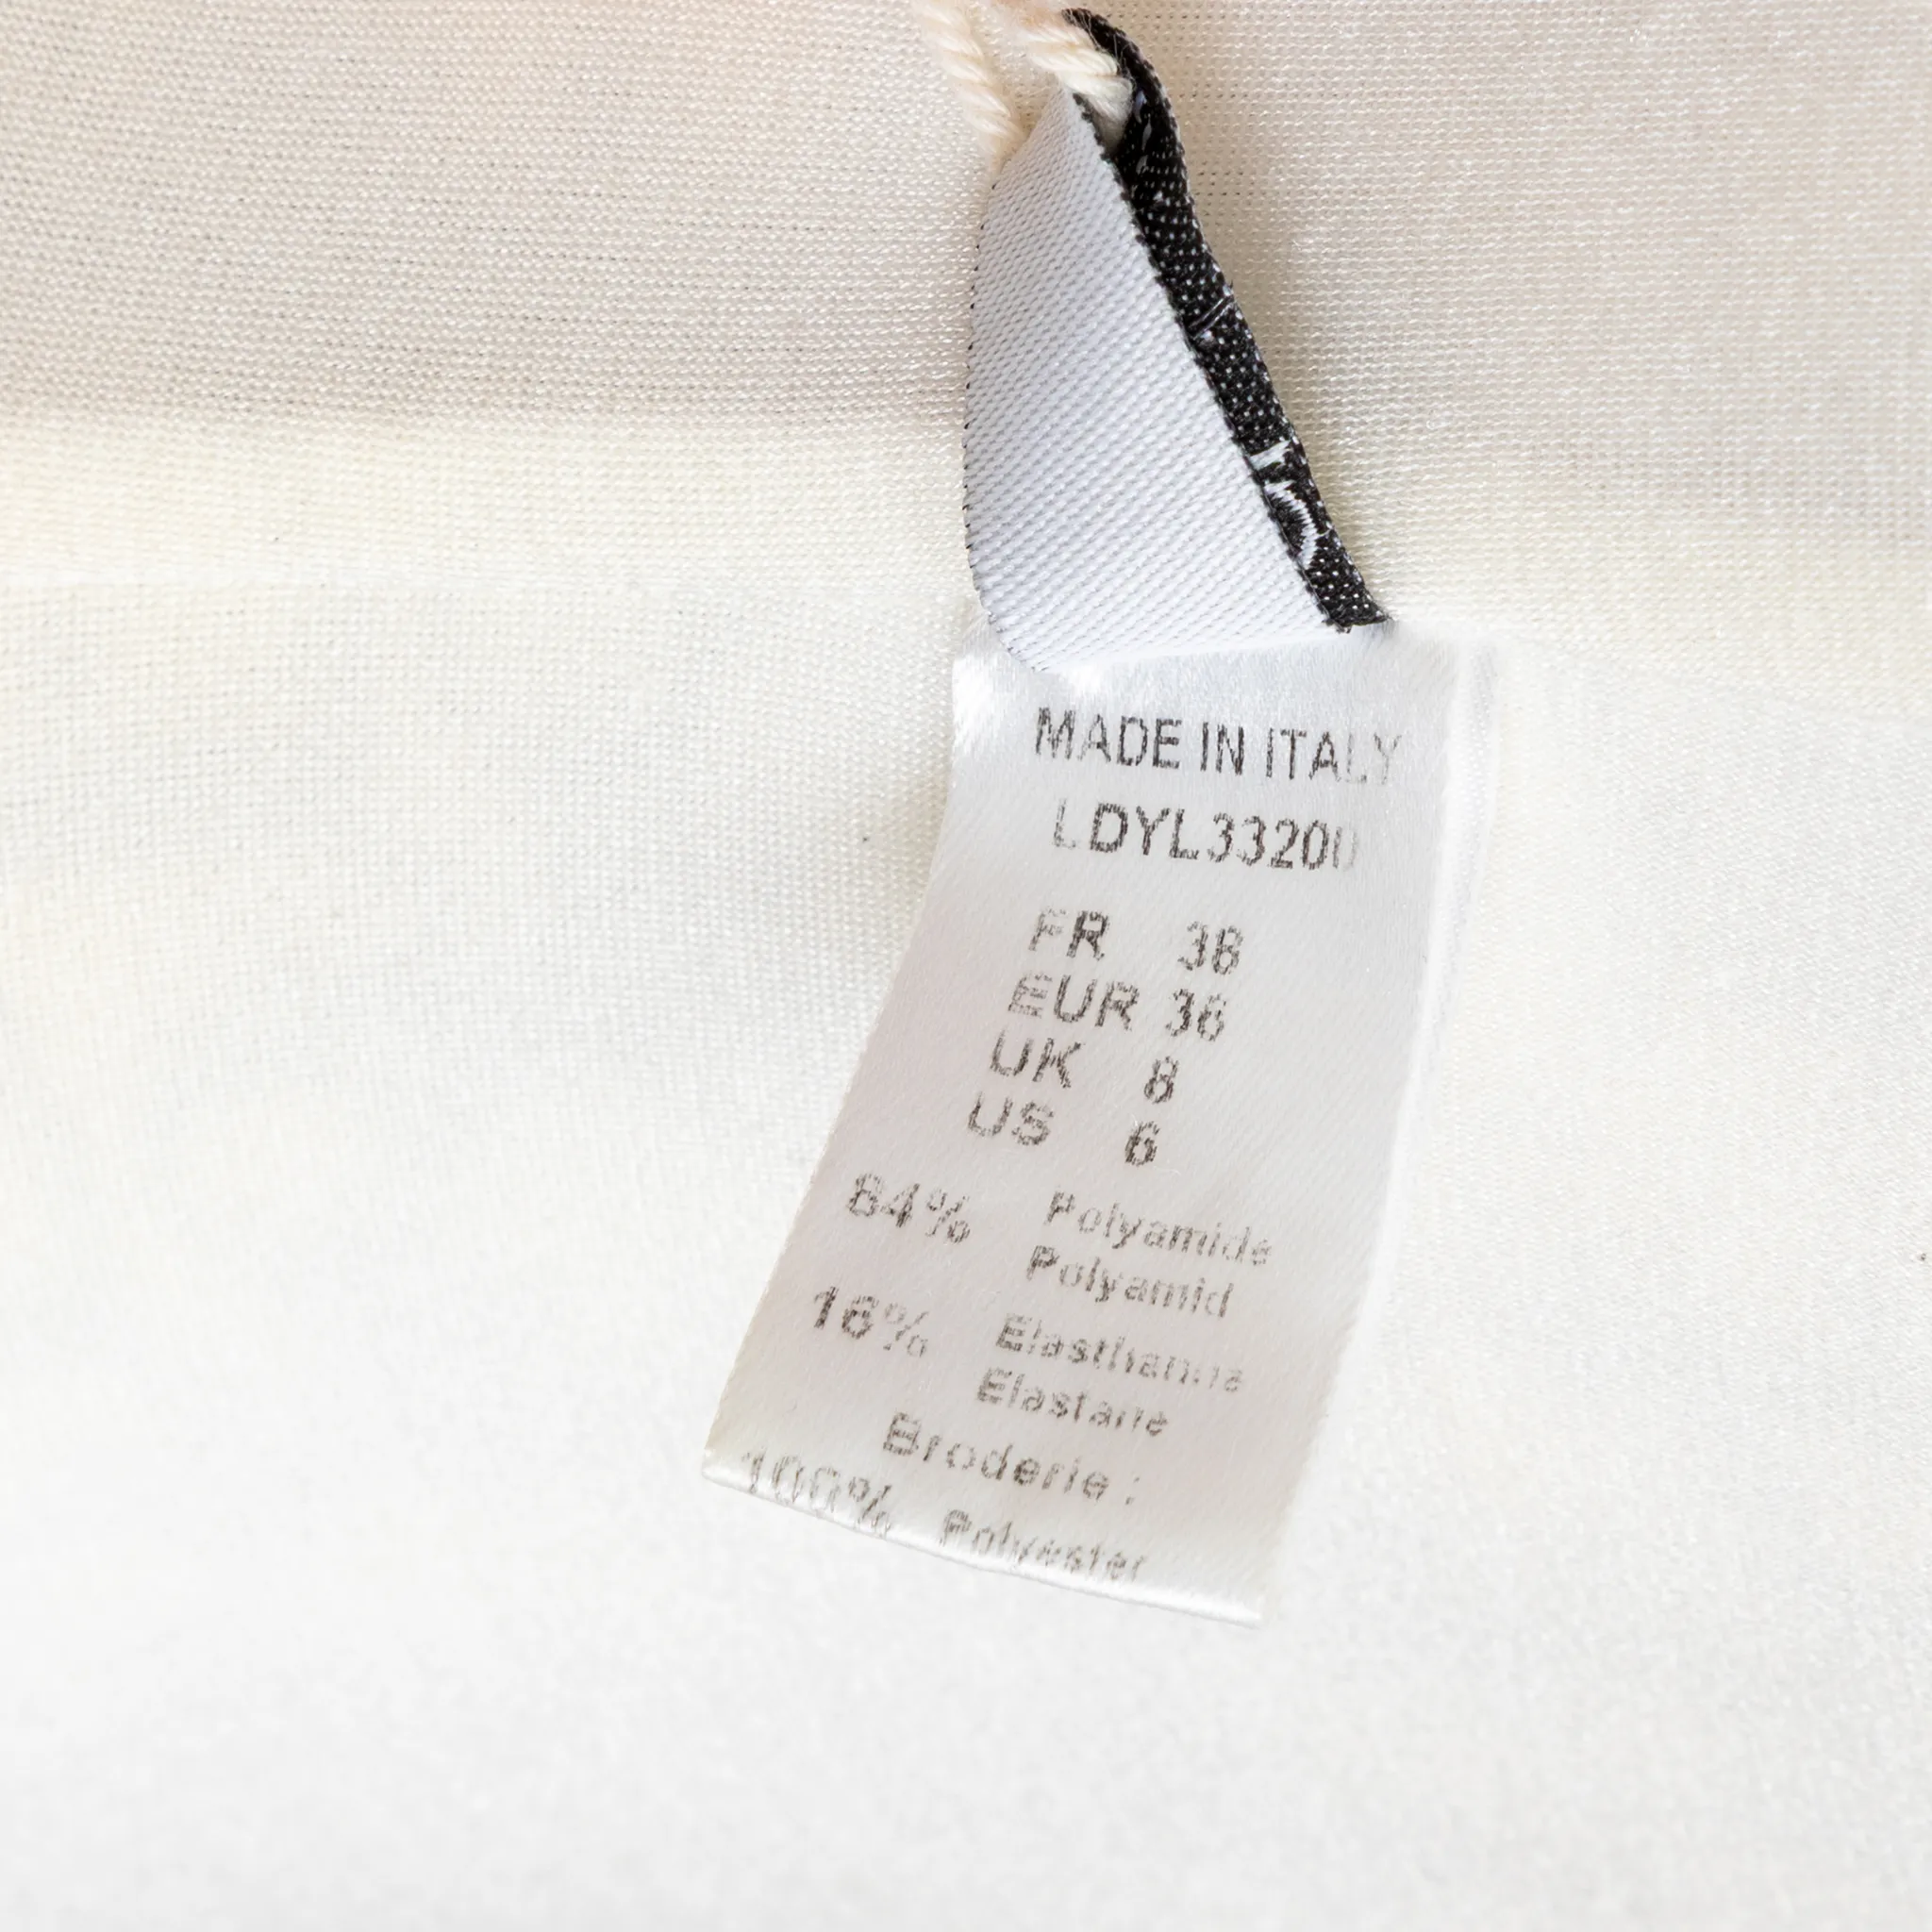 MADE IN ITALY
LDYL33200
FR 38
EUR 36
UK 8
US 6
84% Polyamide
Polyamid
16% Elasthanne
Elastane
Broderie :
100% Polyester